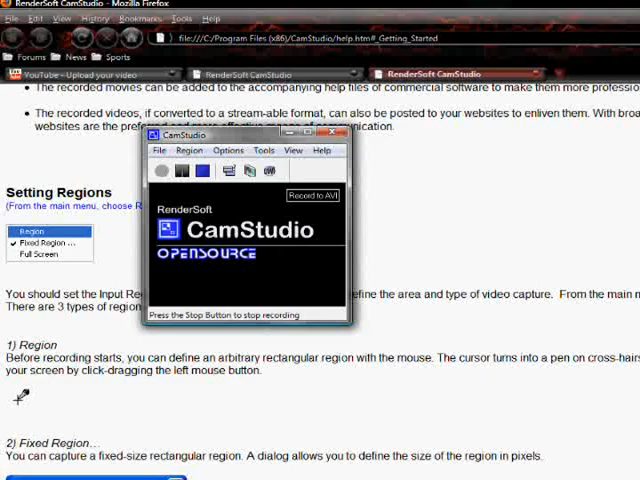 RenderSoft CamStudio - Mozilla Firefox
File Edit View History Bookmarks Tools Help
file:///C:/Program Files (x86)/CamStudio/help.htm#_Getting_Started
Forums News Sports
YouTube - Upload your video
RenderSoft CamStudio
RenderSoft CamStudio
The recorded movies can be added to the accompanying help files of commercial software to make them more professio
The recorded videos, if converted to a stream-able format, can also be posted to your websites to enliven them. With broa
websites are the preferred
cation.
CamStudio
File Region Options Tools View Help
Record to AVI
RenderSoft
CamStudio
OPENSOURCE
Press the Stop Button to stop recording
Setting Regions
(From the main menu, choose R
Region
Fixed Region ...
Full Screen
You should set the Input Re
efine the area and type of video capture. From the main m
There are 3 types of region
1) Region
Before recording starts, you can define an arbitrary rectangular region with the mouse. The cursor turns into a pen on cross-hairs
your screen by click-dragging the left mouse button.
2) Fixed Region...
You can capture a fixed-size rectangular region. A dialog allows you to define the size of the region in pixels.